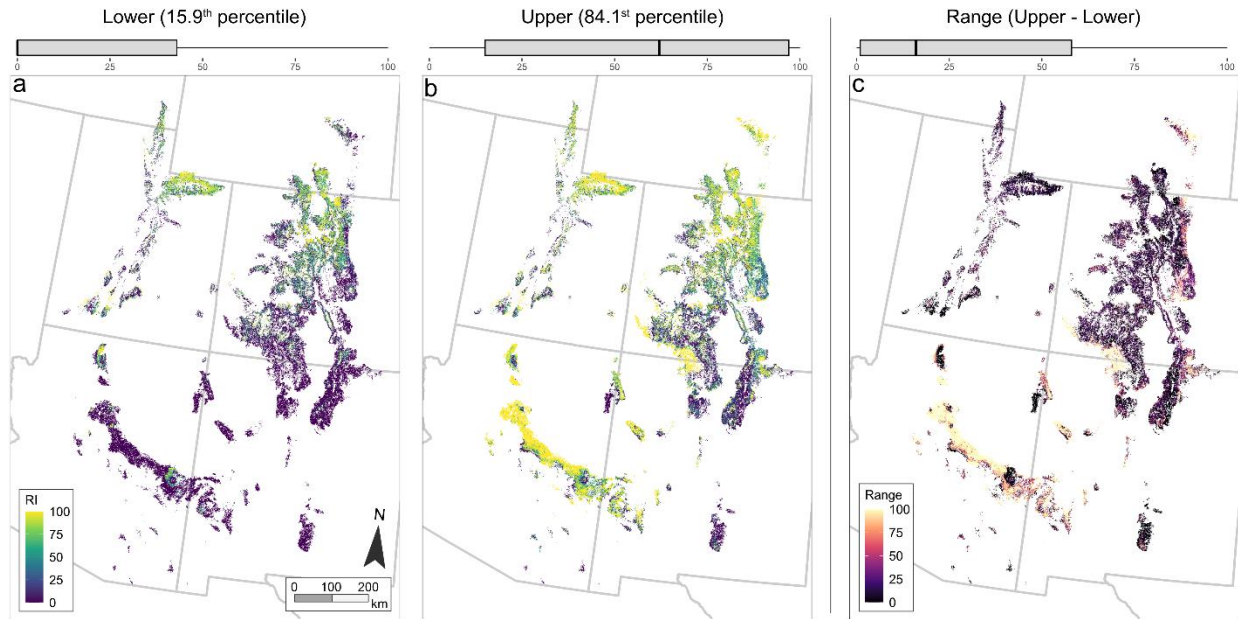 Lower (15.9th percentile)
Upper (84.1st percentile)
Range (Upper - Lower)
0 25 50 75 100
0 25 50 75 100
0 25 50 75 100
a
b
c
RI
100
75
50
25
0
N
0 100 200
km
Range
100
75
50
25
0